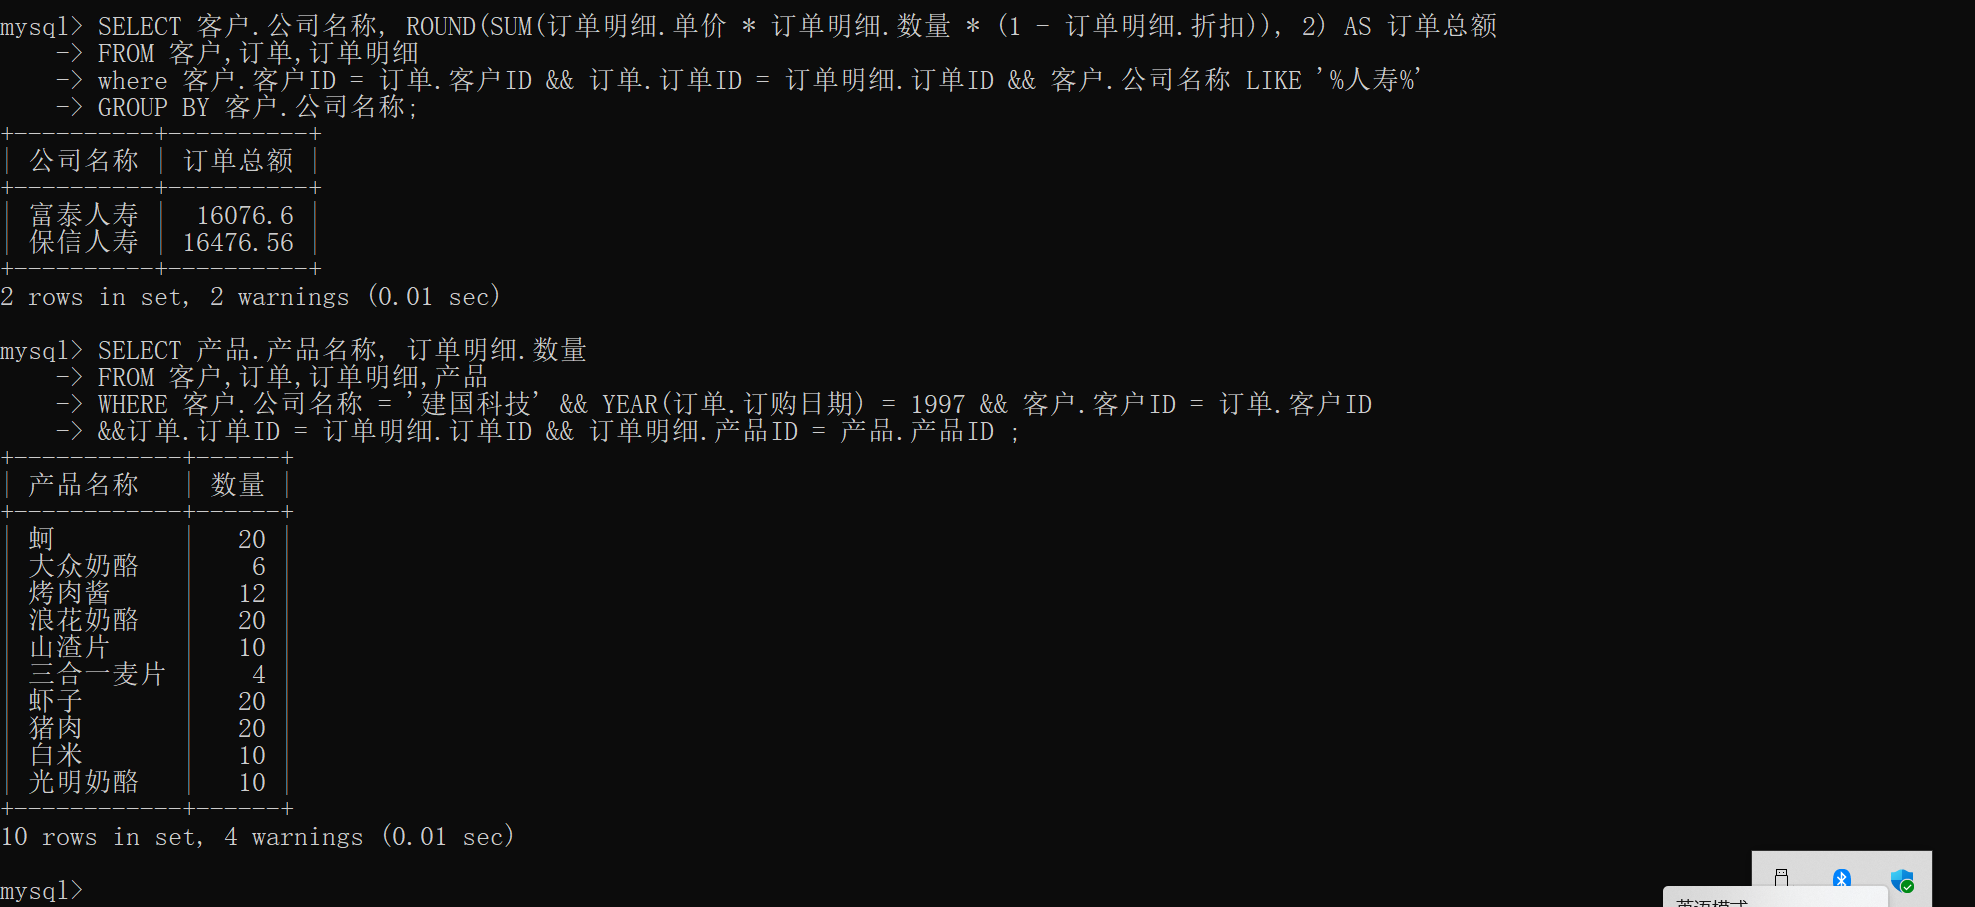 mysql> SELECT 客户.公司名称, ROUND(SUM(订单明细.单价 * 订单明细.数量 * (1 - 订单明细.折扣)), 2) AS 订单总额
    -> FROM 客户,订单,订单明细
    -> where 客户.客户ID = 订单.客户ID && 订单.订单ID = 订单明细.订单ID && 客户.公司名称 LIKE '%人寿%'
    -> GROUP BY 客户.公司名称;
+----------+----------+
| 公司名称 | 订单总额 |
+----------+----------+
| 富泰人寿 |  16076.6 |
| 保信人寿 | 16476.56 |
+----------+----------+
2 rows in set, 2 warnings (0.01 sec)

mysql> SELECT 产品.产品名称, 订单明细.数量
    -> FROM 客户,订单,订单明细,产品
    -> WHERE 客户.公司名称 = '建国科技' && YEAR(订单.订购日期) = 1997 && 客户.客户ID = 订单.客户ID
    -> &&订单.订单ID = 订单明细.订单ID && 订单明细.产品ID = 产品.产品ID ;
+------------+------+
| 产品名称   | 数量 |
+------------+------+
| 蚵         |   20 |
| 大众奶酪   |    6 |
| 烤肉酱     |   12 |
| 浪花奶酪   |   20 |
| 山渣片     |   10 |
| 三合一麦片 |    4 |
| 虾子       |   20 |
| 猪肉       |   20 |
| 白米       |   10 |
| 光明奶酪   |   10 |
+------------+------+
10 rows in set, 4 warnings (0.01 sec)

mysql>
英语模式